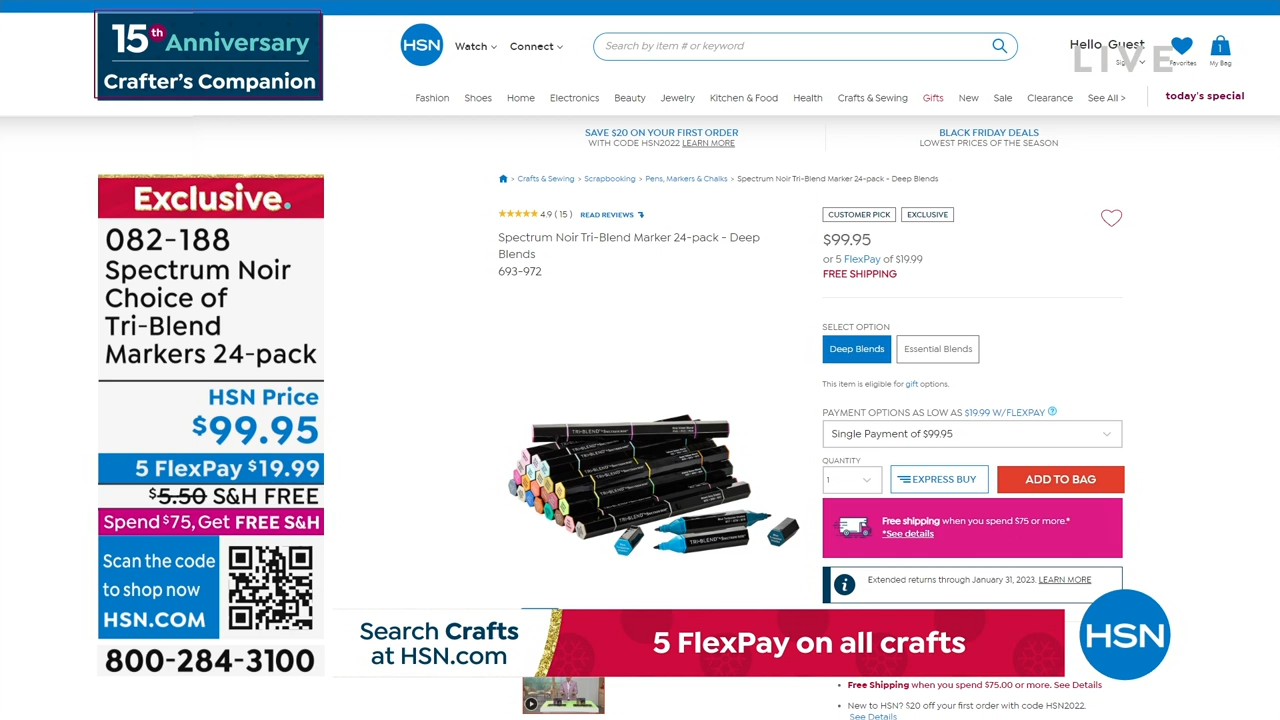 15th Anniversary
Crafter's Companion
HSN
Watch
Connect
Search by item # or keyword
Hello, Guest
LIVE
Favorites
1
My Bag
Fashion Shoes Home Electronics Beauty Jewelry Kitchen & Food Health Crafts & Sewing Gifts New Sale Clearance See All >
today's special
SAVE $20 ON YOUR FIRST ORDER
WITH CODE HSN2022 LEARN MORE
BLACK FRIDAY DEALS
LOWEST PRICES OF THE SEASON
> Crafts & Sewing > Scrapbooking > Pens, Markers & Chalks > Spectrum Noir Tri-Blend Marker 24-pack - Deep Blends
Exclusive.
082-188
Spectrum Noir
Choice of
Tri-Blend
Markers 24-pack
HSN Price
$99.95
5 FlexPay $19.99
$5.50 S&H FREE
Spend $75, Get FREE S&H
Scan the code
to shop now
HSN.COM
800-284-3100
4.9 ( 15 ) READ REVIEWS
Spectrum Noir Tri-Blend Marker 24-pack - Deep
Blends
693-972
TRI-BLEND
TRI-BLEND
CUSTOMER PICK EXCLUSIVE
$99.95
or 5 FlexPay of $19.99
FREE SHIPPING
SELECT OPTION
Deep Blends Essential Blends
This item is eligible for gift options.
PAYMENT OPTIONS AS LOW AS $19.99 W/FLEXPAY ?
Single Payment of $99.95
QUANTITY
1
EXPRESS BUY
ADD TO BAG
Free shipping when you spend $75 or more.*
*See details
Extended returns through January 31, 2023. LEARN MORE
Search Crafts
at HSN.com
5 FlexPay on all crafts
HSN
Free Shipping when you spend $75.00 or more. See Details
New to HSN? $20 off your first order with code HSN2022.
See Details